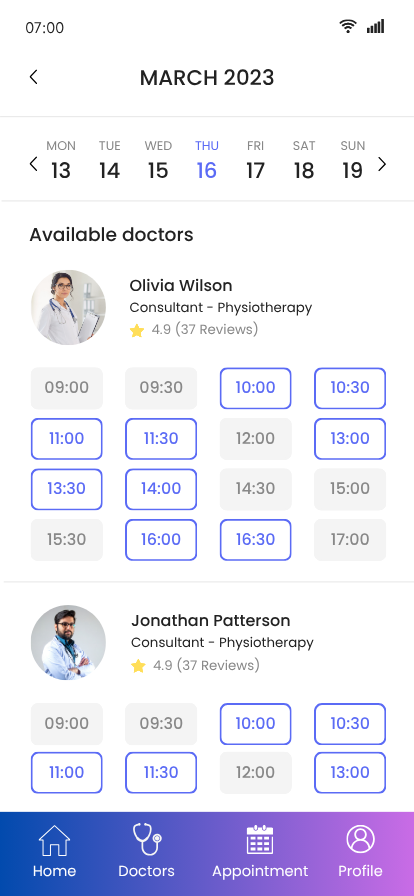 07:00
MARCH 2023
MON TUE WED THU FRI SAT SUN
13 14 15 16 17 18 19
Available doctors
Olivia Wilson
Consultant - Physiotherapy
4.9 (37 Reviews)
09:00 09:30 10:00 10:30
11:00 11:30 12:00 13:00
13:30 14:00 14:30 15:00
15:30 16:00 16:30 17:00
Jonathan Patterson
Consultant - Physiotherapy
4.9 (37 Reviews)
09:00 09:30 10:00 10:30
11:00 11:30 12:00 13:00
Home Doctors Appointment Profile